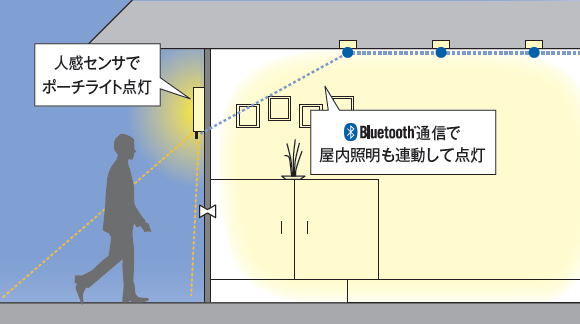 人感センサで
ポーチライト点灯
Bluetooth通信で
屋内照明も連動して点灯